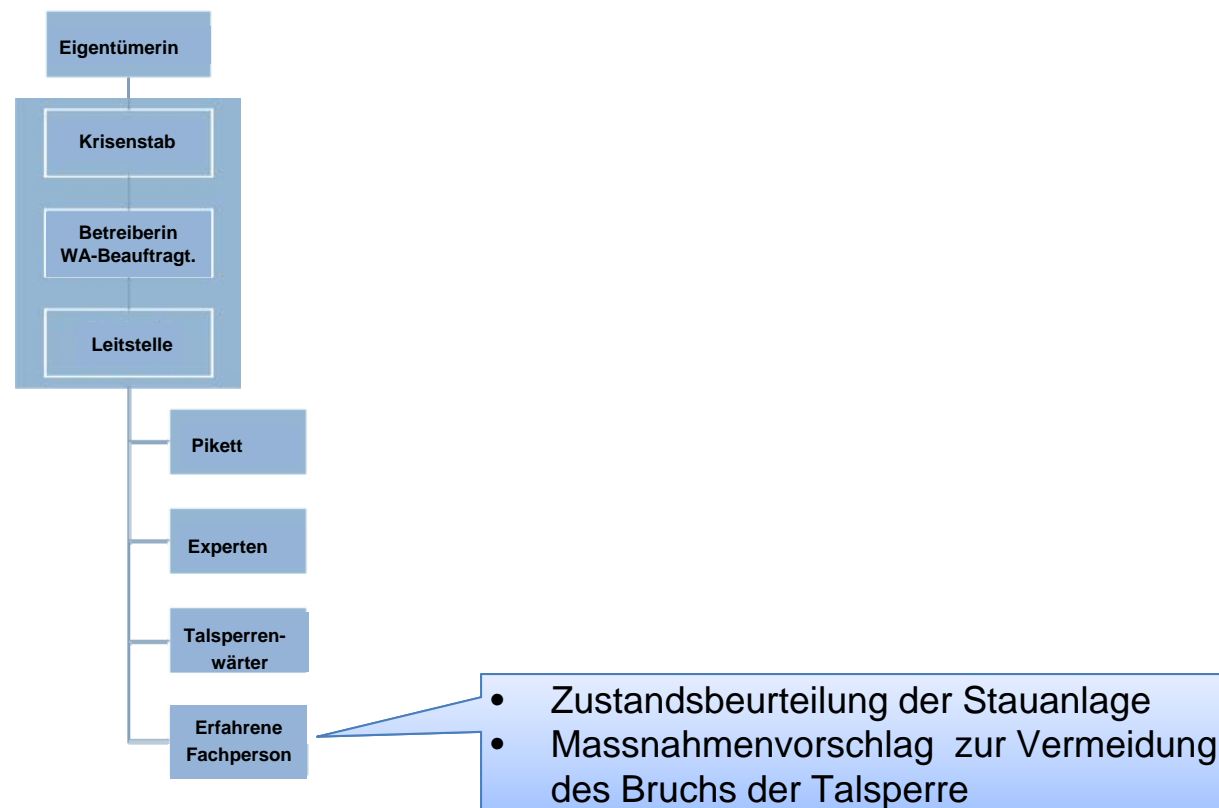 Eigentümerin
Krisenstab
Betreiberin
WA-Beauftragt.
Leitstelle
Pikett
Experten
Talsperren-
wärter
Erfahrene
Fachperson
• Zustandsbeurteilung der Stauanlage
• Massnahmenvorschlag zur Vermeidung
des Bruchs der Talsperre